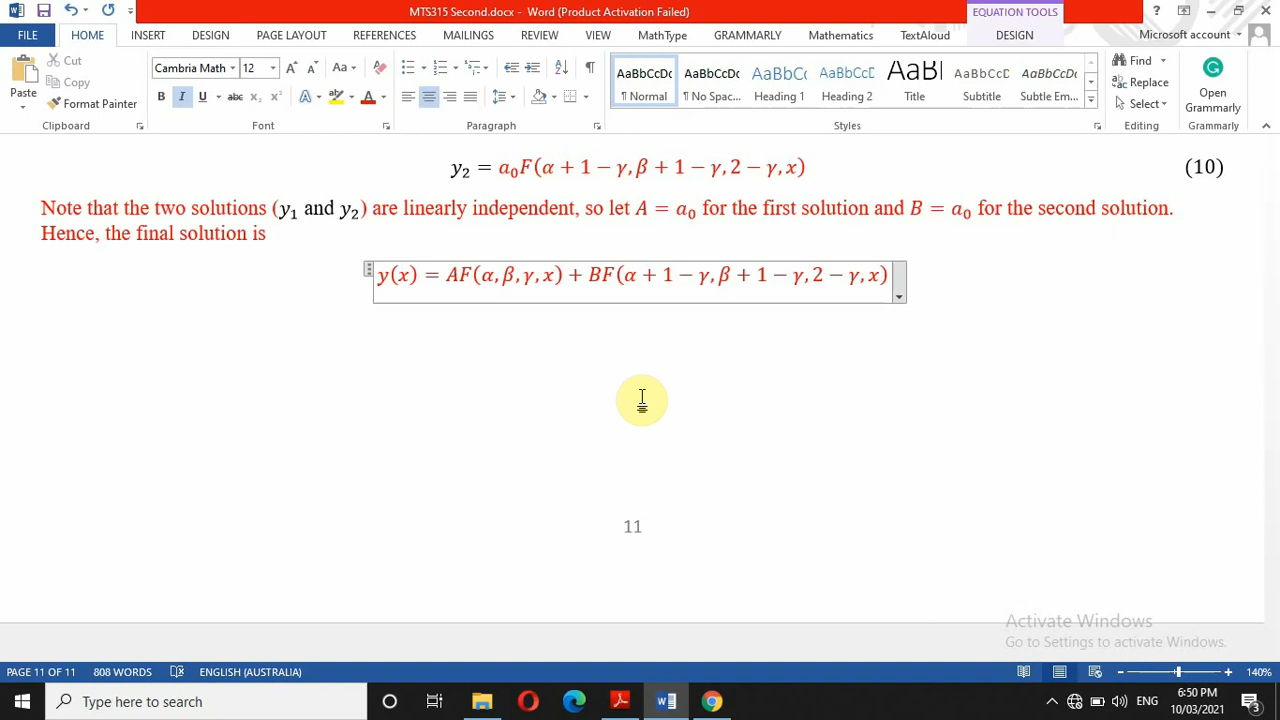 MTS315 Second.docx - Word (Product Activation Failed)
EQUATION TOOLS
FILE HOME INSERT DESIGN PAGE LAYOUT REFERENCES MAILINGS REVIEW VIEW MathType GRAMMARLY Mathematics TextAloud DESIGN Microsoft account
Paste
Cut
Copy
Format Painter
Cambria Math 12
AaBbCcDc AaBbCcDc AaBbCc AaBbCcD AaBl AaBbCcD AaBbCcDc
¶ Normal ¶ No Spac... Heading 1 Heading 2 Title Subtitle Subtle Em...
Find
Replace
Select
Open
Grammarly
Clipboard Font Paragraph Styles Editing Grammarly
y₂ = a₀F(α + 1 − γ, β + 1 − γ, 2 − γ, x) (10)
Note that the two solutions (y₁ and y₂) are linearly independent, so let A = a₀ for the first solution and B = a₀ for the second solution.
Hence, the final solution is
y(x) = AF(α, β, γ, x) + BF(α + 1 − γ, β + 1 − γ, 2 − γ, x)
11
Activate Windows
Go to Settings to activate Windows.
PAGE 11 OF 11 808 WORDS ENGLISH (AUSTRALIA) 140%
Type here to search
ENG
6:50 PM
10/03/2021
3